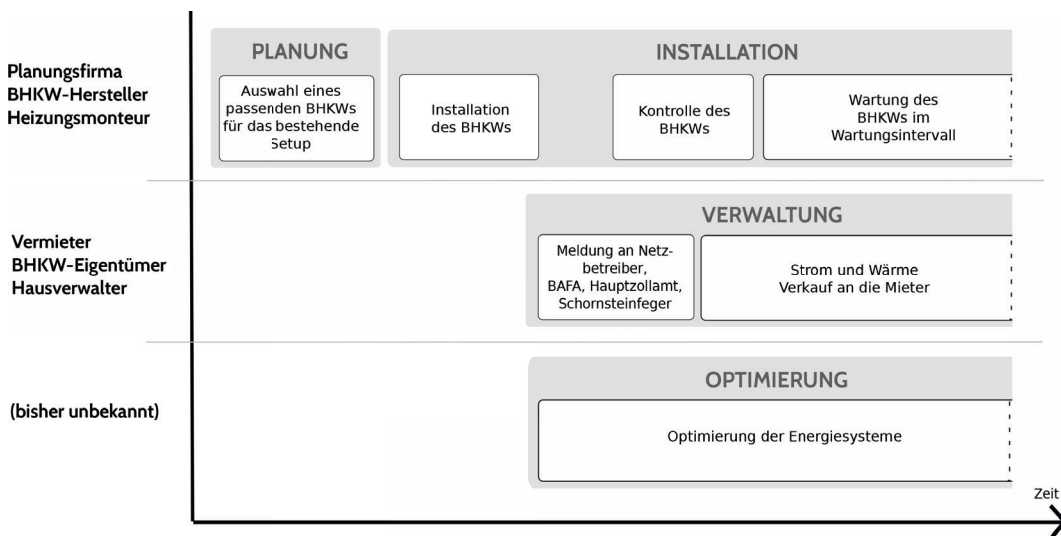 PLANUNG
INSTALLATION
Planungsfirma
BHKW-Hersteller
Heizungsmonteur
Auswahl eines
passenden BHKWs
für das bestehende
Setup
Installation
des BHKWs
Kontrolle des
BHKWs
Wartung des
BHKWs im
Wartungsintervall
VERWALTUNG
Vermieter
BHKW-Eigentümer
Hausverwalter
Meldung an Netz-
betreiber,
BAFA, Hauptzollamt,
Schornsteinfeger
Strom und Wärme
Verkauf an die Mieter
OPTIMIERUNG
(bisher unbekannt)
Optimierung der Energiesysteme
Zeit